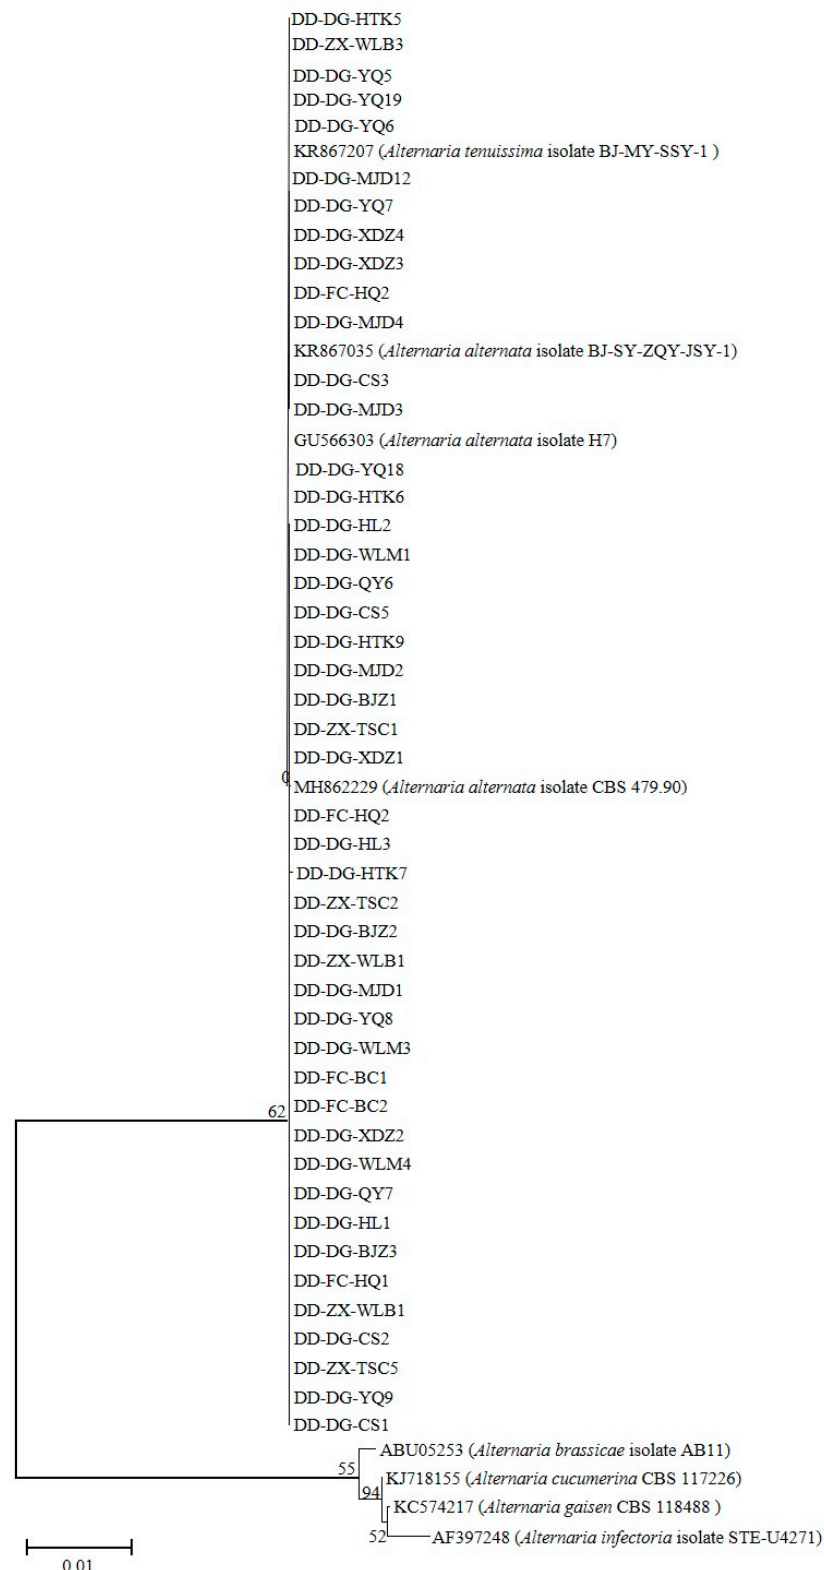 DD-DG-HTK5
DD-ZX-WLB3
DD-DG-YQ5
DD-DG-YQ19
DD-DG-YQ6
KR867207 (Alternaria tenuissima isolate BJ-MY-SSY-1 )
DD-DG-MJD12
DD-DG-YQ7
DD-DG-XDZ4
DD-DG-XDZ3
DD-FC-HQ2
DD-DG-MJD4
KR867035 (Alternaria alternata isolate BJ-SY-ZQY-JSY-1)
DD-DG-CS3
DD-DG-MJD3
GU566303 (Alternaria alternata isolate H7)
DD-DG-YQ18
DD-DG-HTK6
DD-DG-HL2
DD-DG-WLM1
DD-DG-QY6
DD-DG-CS5
DD-DG-HTK9
DD-DG-MJD2
DD-DG-BJZ1
DD-ZX-TSC1
DD-DG-XDZ1
0
MH862229 (Alternaria alternata isolate CBS 479.90)
DD-FC-HQ2
DD-DG-HL3
DD-DG-HTK7
DD-ZX-TSC2
DD-DG-BJZ2
DD-ZX-WLB1
DD-DG-MJD1
DD-DG-YQ8
DD-DG-WLM3
DD-FC-BC1
62
DD-FC-BC2
DD-DG-XDZ2
DD-DG-WLM4
DD-DG-QY7
DD-DG-HL1
DD-DG-BJZ3
DD-FC-HQ1
DD-ZX-WLB1
DD-DG-CS2
DD-ZX-TSC5
DD-DG-YQ9
DD-DG-CS1
ABU05253 (Alternaria brassicae isolate AB11)
55
KJ718155 (Alternaria cucumerina CBS 117226)
94
KC574217 (Alternaria gaisen CBS 118488 )
52
AF397248 (Alternaria infectoria isolate STE-U4271)
0.01